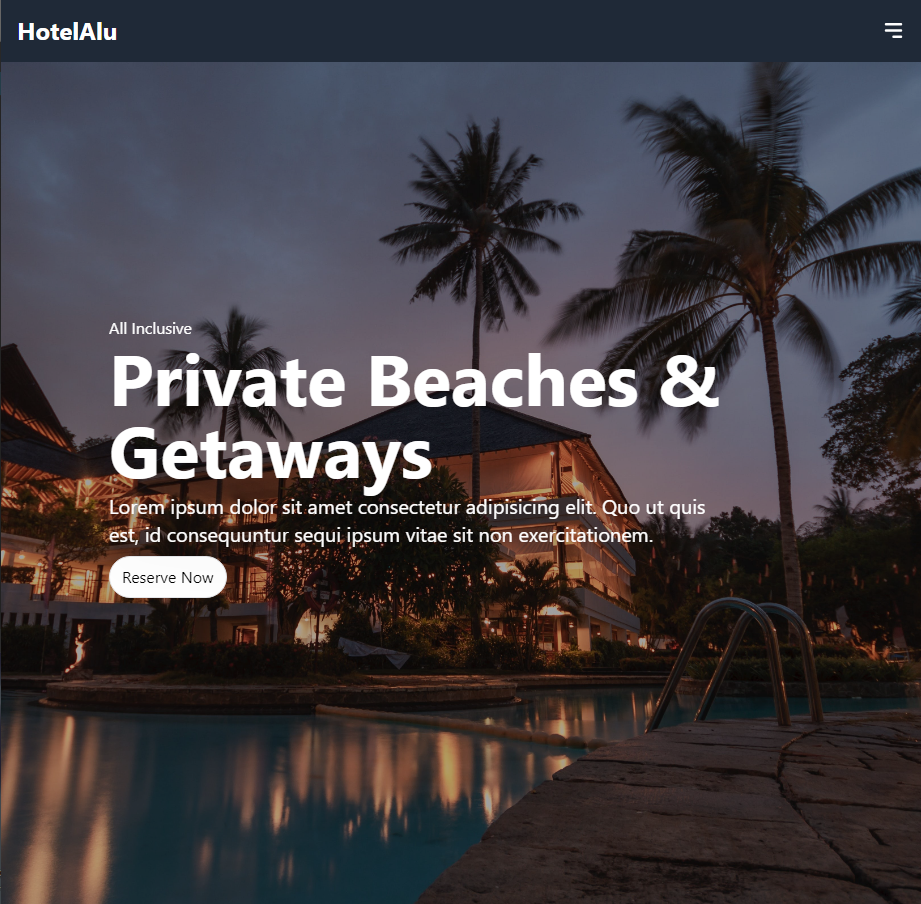 HotelAlu
All Inclusive
Private Beaches &
Getaways
Lorem ipsum dolor sit amet consectetur adipisicing elit. Quo ut quis
est, id consequuntur sequi ipsum vitae sit non exercitationem.
Reserve Now